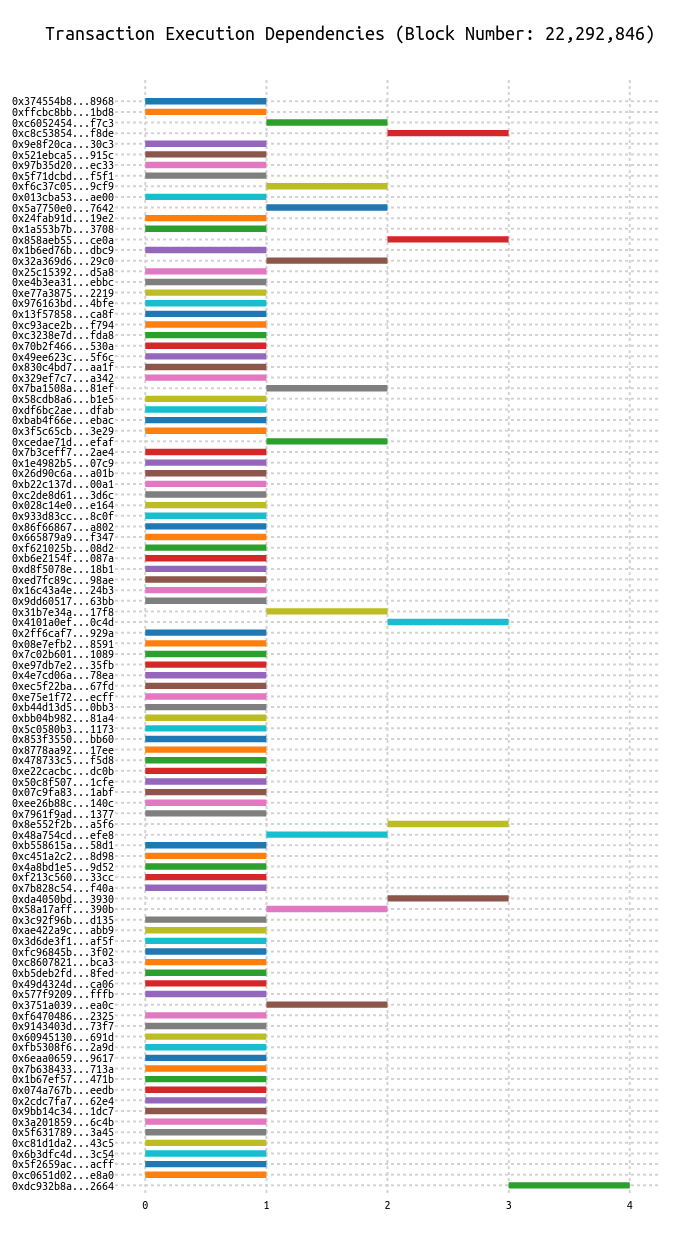 Transaction Execution Dependencies (Block Number: 22,292,846)
0x374554b8...8968
0xffcbc8bb...1bd8
0xc6052454...f7c3
0xc8c53854...f8de
0x9e8f20ca...30c3
0x521ebca5...915c
0x97b35d20...ec33
0x5f71dcbd...f5f1
0xf6c37c05...9cf9
0x013cba53...ae00
0x5a7750e0...7642
0x24fab91d...19e2
0x1a553b7b...3708
0x858aeb55...ce0a
0x1b6ed76b...dbc9
0x32a369d6...29c0
0x25c15392...d5a8
0xe4b3ea31...ebbc
0xe77a3875...2219
0x976163bd...4bfe
0x13f57858...ca8f
0xc93ace2b...f794
0xc3238e7d...fda8
0x70b2f466...530a
0x49ee623c...5f6c
0x830c4bd7...aa1f
0x329ef7c7...a342
0x7ba1508a...81ef
0x58cdb8a6...b1e5
0xdf6bc2ae...dfab
0xbab4f66e...ebac
0x3f5c65cb...3e29
0xcedae71d...efaf
0x7b3ceff7...2ae4
0x1e4982b5...07c9
0x26d90c6a...a01b
0xb22c137d...00a1
0xc2de8d61...3d6c
0x028c14e0...e164
0x933d83cc...8c0f
0x86f66867...a802
0x665879a9...f347
0xf621025b...08d2
0xb6e2154f...087a
0xd8f5078e...18b1
0xed7fc89c...98ae
0x16c43a4e...24b3
0x9dd60517...63bb
0x31b7e34a...17f8
0x4101a0ef...0c4d
0x2ff6caf7...929a
0x08e7efb2...8591
0x7c02b601...1089
0xe97db7e2...35fb
0x4e7cd06a...78ea
0xec5f22ba...67fd
0xe75e1f72...ecff
0xb44d13d5...0bb3
0xbb04b982...81a4
0x5c0580b3...1173
0x853f3550...bb60
0x8778aa92...17ee
0x478733c5...f5d8
0xe22cacbc...dc0b
0x50c8f507...1cfe
0x07c9fa83...1abf
0xee26b88c...140c
0x7961f9ad...1377
0x8e552f2b...a5f6
0x48a754cd...efe8
0xb558615a...58d1
0xc451a2c2...8d98
0x4a8bd1e5...9d52
0xf213c560...33cc
0x7b828c54...f40a
0xda4050bd...3930
0x58a17aff...390b
0x3c92f96b...d135
0xae422a9c...abb9
0x3d6de3f1...af5f
0xfc96845b...3f02
0xc8607821...bca3
0xb5deb2fd...8fed
0x49d4324d...ca06
0x577f9209...fffb
0x3751a039...ea0c
0xf6470486...2325
0x9143403d...73f7
0x60945130...691d
0xfb5308f6...2a9d
0x6eaa0659...9617
0x7b638433...713a
0x1b67ef57...471b
0x074a767b...eedb
0x2cdc7fa7...62e4
0x9bb14c34...1dc7
0x3a201859...6c4b
0x5f631789...3a45
0xc81d1da2...43c5
0x6b3dfc4d...3c54
0x5f2659ac...acff
0xc0651d02...e8a0
0xdc932b8a...2664
0 1 2 3 4